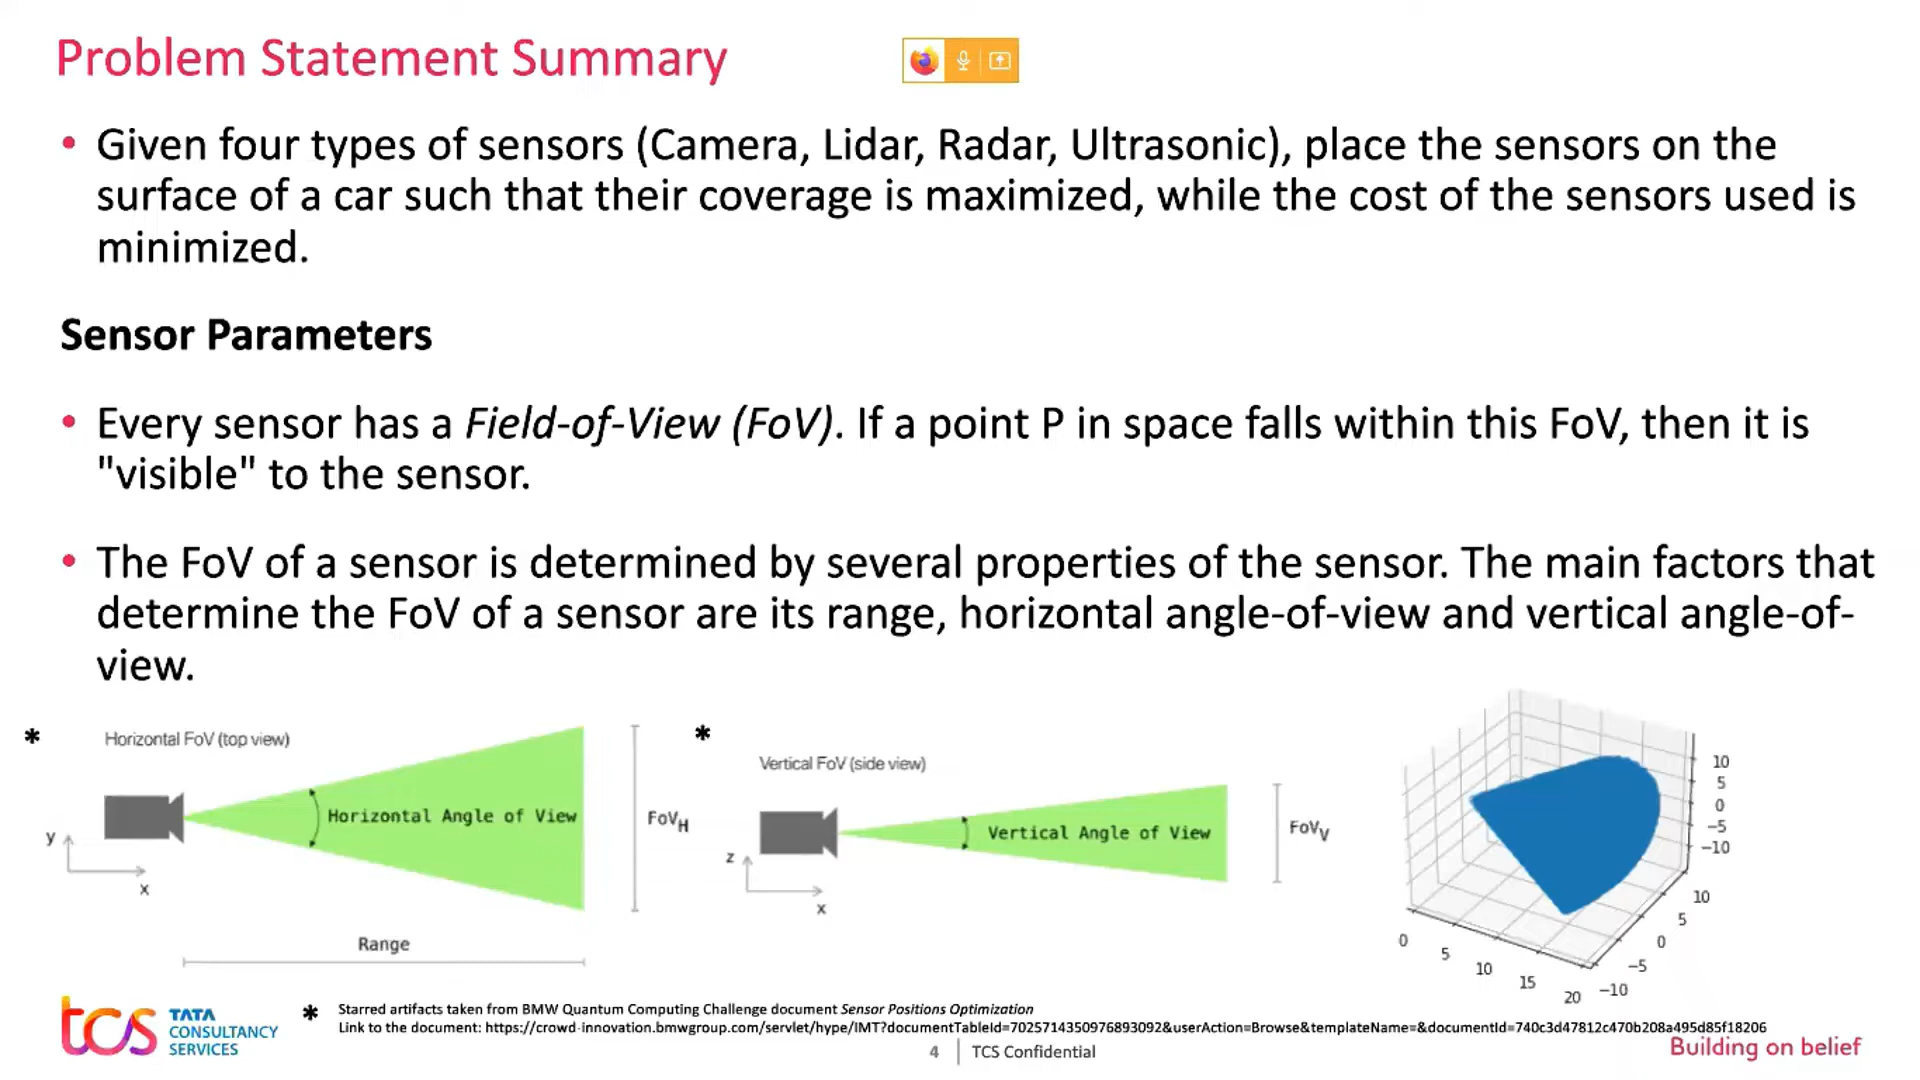 Problem Statement Summary
• Given four types of sensors (Camera, Lidar, Radar, Ultrasonic), place the sensors on the
surface of a car such that their coverage is maximized, while the cost of the sensors used is
minimized.
Sensor Parameters
• Every sensor has a Field-of-View (FoV). If a point P in space falls within this FoV, then it is
"visible" to the sensor.
• The FoV of a sensor is determined by several properties of the sensor. The main factors that
determine the FoV of a sensor are its range, horizontal angle-of-view and vertical angle-of-
view.
*
Horizontal FoV (top view)
Horizontal Angle of View
FoVH
y
x
Range
*
Vertical FoV (side view)
Vertical Angle of View
FoVV
z
x
10
5
0
−5
−10
10
5
0
−5
−10
0
5
10
15
20
tcs TATA
CONSULTANCY
SERVICES
* Starred artifacts taken from BMW Quantum Computing Challenge document Sensor Positions Optimization
Link to the document: https://crowd-innovation.bmwgroup.com/servlet/hype/IMT?documentTableId=7025714350976893092&userAction=Browse&templateName=&documentId=740c3d47812c470b208a495d85f18206
4 | TCS Confidential
Building on belief